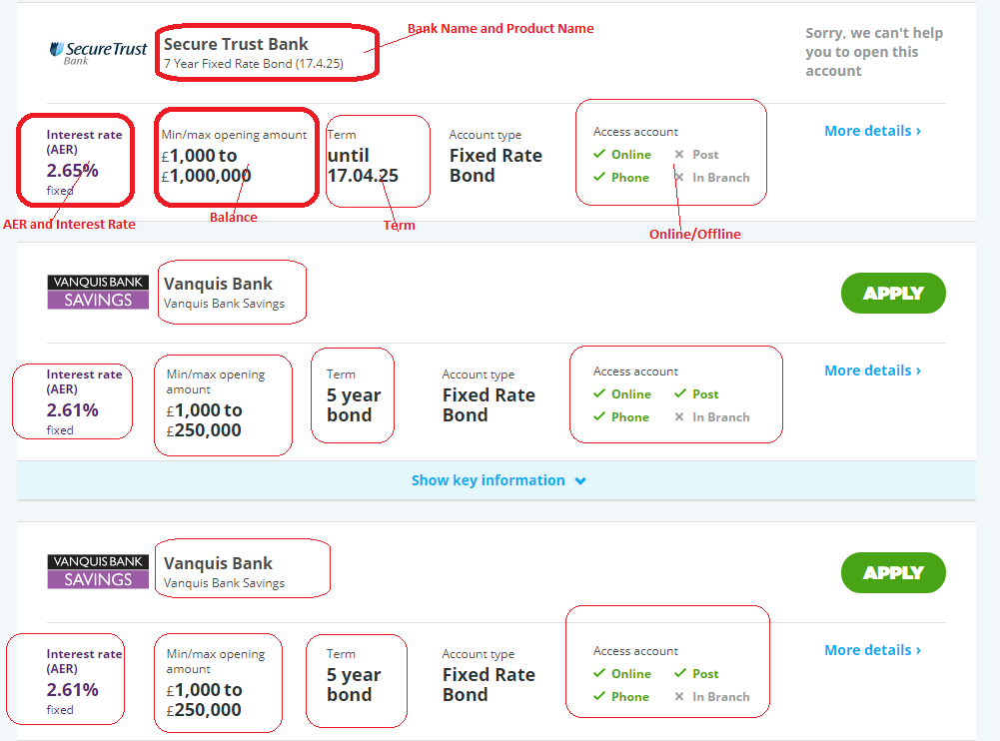 Bank Name and Product Name
SecureTrust
Bank
Secure Trust Bank
7 Year Fixed Rate Bond (17.4.25)
Sorry, we can't help
you to open this
account
Interest rate
(AER)
2.65%
fixed
Min/max opening amount
£1,000 to
£1,000,000
Term
until
17.04.25
Account type
Fixed Rate
Bond
Access account
✓ Online ✕ Post
✓ Phone ✕ In Branch
More details ›
AER and Interest Rate
Balance
Term
Online/Offline
VANQUIS BANK
SAVINGS
Vanquis Bank
Vanquis Bank Savings
APPLY
Interest rate
(AER)
2.61%
fixed
Min/max opening
amount
£1,000 to
£250,000
Term
5 year
bond
Account type
Fixed Rate
Bond
Access account
✓ Online ✓ Post
✓ Phone ✕ In Branch
More details ›
Show key information
VANQUIS BANK
SAVINGS
Vanquis Bank
Vanquis Bank Savings
APPLY
Interest rate
(AER)
2.61%
fixed
Min/max opening
amount
£1,000 to
£250,000
Term
5 year
bond
Account type
Fixed Rate
Bond
Access account
✓ Online ✓ Post
✓ Phone ✕ In Branch
More details ›